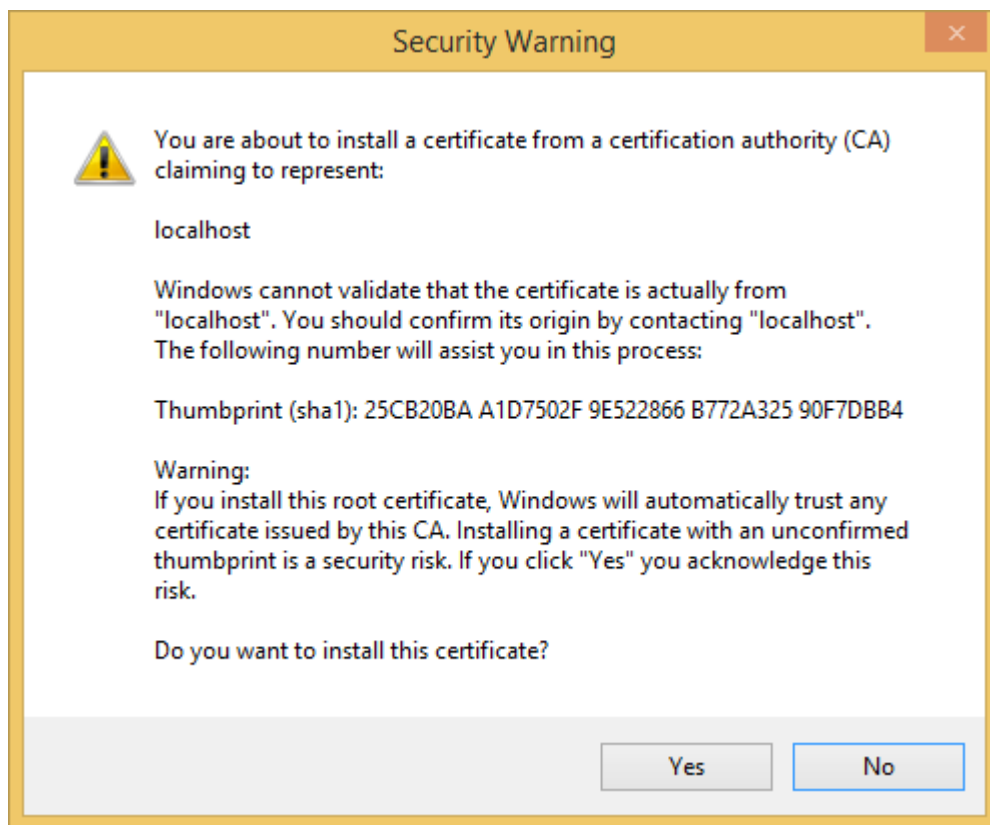 Security Warning
You are about to install a certificate from a certification authority (CA)
claiming to represent:
localhost
Windows cannot validate that the certificate is actually from
"localhost". You should confirm its origin by contacting "localhost".
The following number will assist you in this process:
Thumbprint (sha1): 25CB20BA A1D7502F 9E522866 B772A325 90F7DBB4
Warning:
If you install this root certificate, Windows will automatically trust any
certificate issued by this CA. Installing a certificate with an unconfirmed
thumbprint is a security risk. If you click "Yes" you acknowledge this
risk.
Do you want to install this certificate?
Yes
No